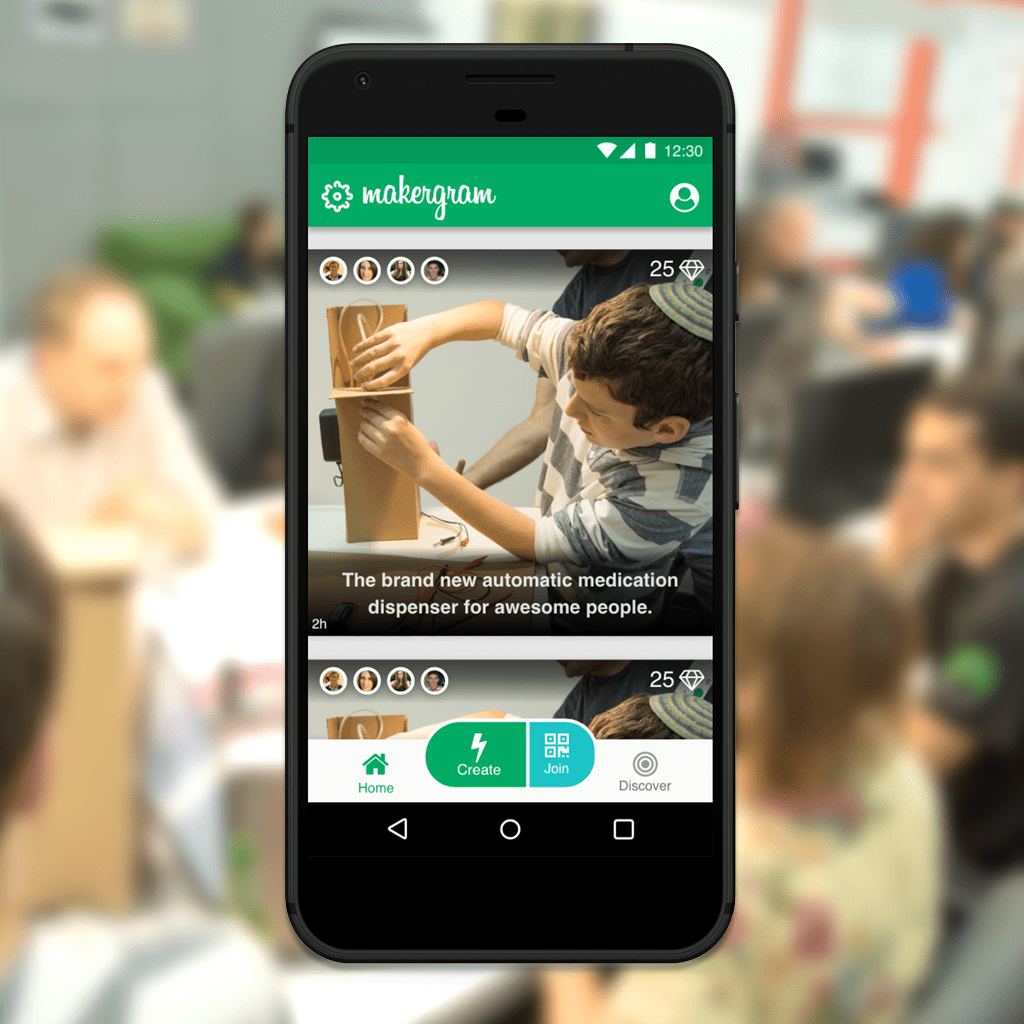 12:30
makergram
25
The brand new automatic medication
dispenser for awesome people.
2h
25
Create
Join
Home
Discover